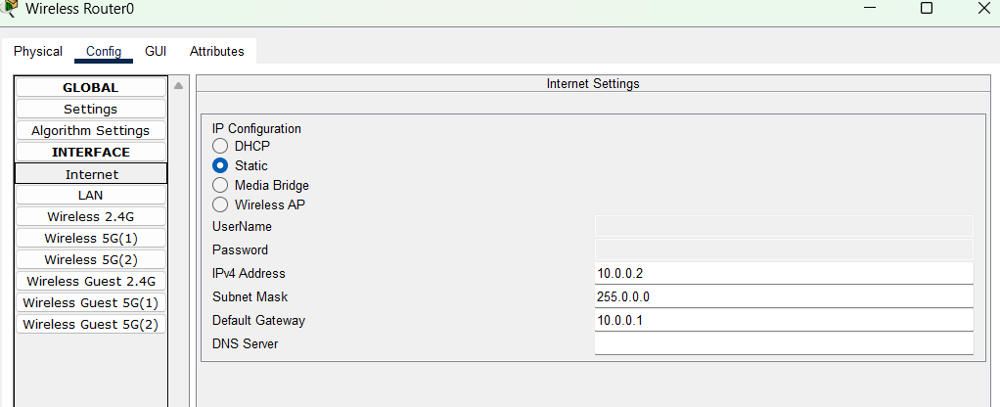 Wireless Router0
Physical Config GUI Attributes
GLOBAL
Settings
Algorithm Settings
INTERFACE
Internet
LAN
Wireless 2.4G
Wireless 5G(1)
Wireless 5G(2)
Wireless Guest 2.4G
Wireless Guest 5G(1)
Wireless Guest 5G(2)
Internet Settings
IP Configuration
DHCP
Static
Media Bridge
Wireless AP
UserName
Password
IPv4 Address 10.0.0.2
Subnet Mask 255.0.0.0
Default Gateway 10.0.0.1
DNS Server